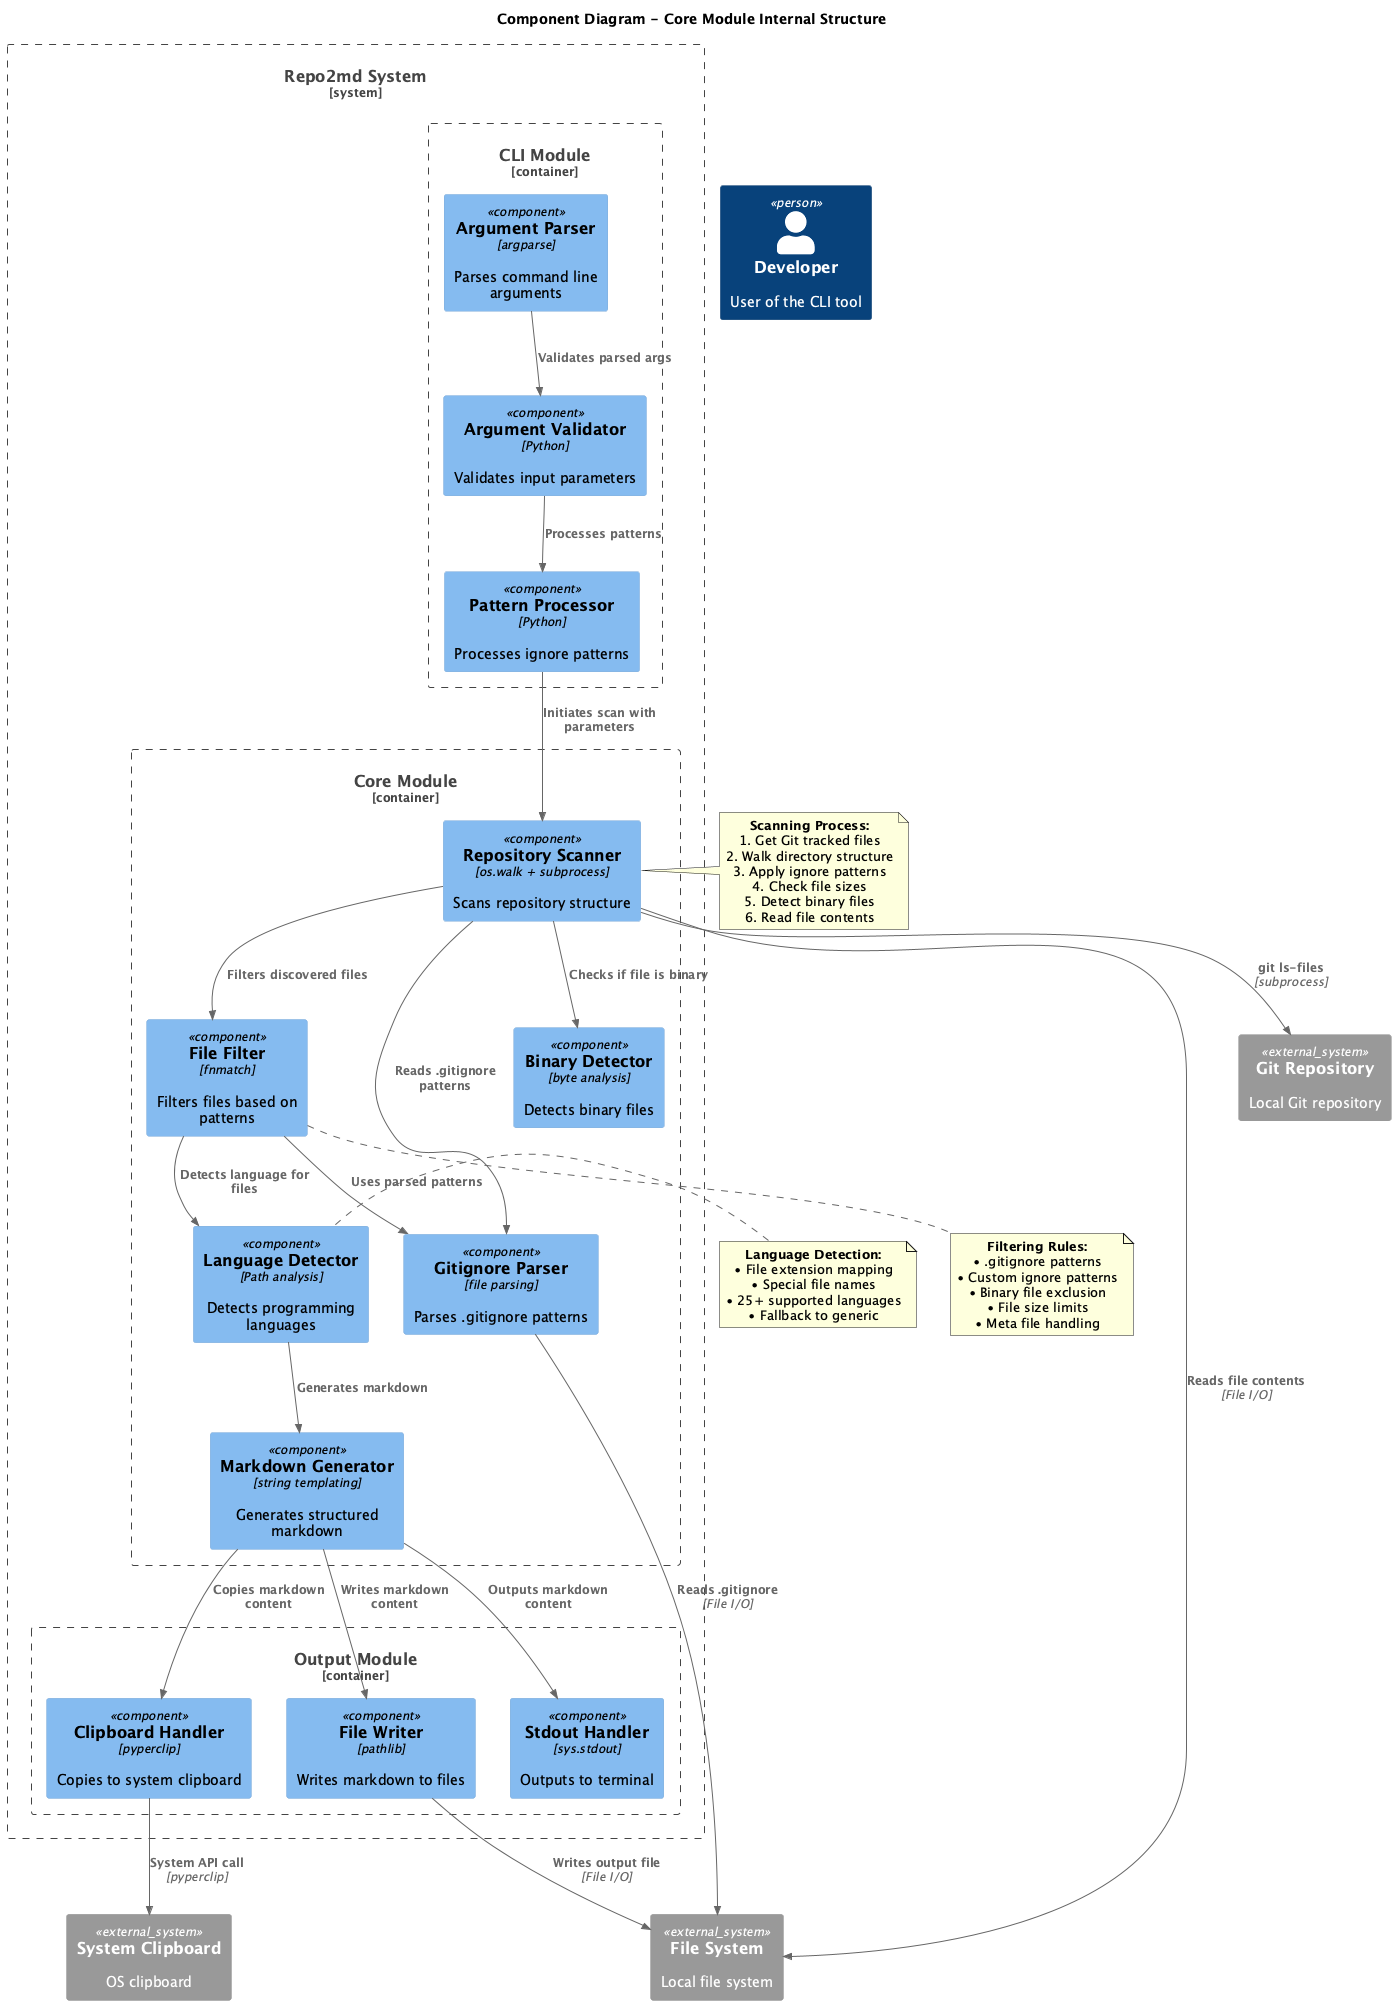 Component Diagram - Core Module Internal Structure
Repo2md System
[system]
CLI Module
[container]
«component»
Argument Parser
[argparse]
Parses command line
arguments
«person»
Developer
User of the CLI tool
Validates parsed args
«component»
Argument Validator
[Python]
Validates input parameters
Processes patterns
«component»
Pattern Processor
[Python]
Processes ignore patterns
Initiates scan with
parameters
Core Module
[container]
«component»
Repository Scanner
[os.walk + subprocess]
Scans repository structure
Scanning Process:
1. Get Git tracked files
2. Walk directory structure
3. Apply ignore patterns
4. Check file sizes
5. Detect binary files
6. Read file contents
Filters discovered files
Checks if file is binary
git ls-files
[subprocess]
«component»
File Filter
[fnmatch]
Filters files based on
patterns
Reads .gitignore
patterns
«component»
Binary Detector
[byte analysis]
Detects binary files
«external_system»
Git Repository
Local Git repository
Detects language for
files
Uses parsed patterns
«component»
Language Detector
[Path analysis]
Detects programming
languages
«component»
Gitignore Parser
[file parsing]
Parses .gitignore patterns
Language Detection:
• File extension mapping
• Special file names
• 25+ supported languages
• Fallback to generic
Filtering Rules:
• .gitignore patterns
• Custom ignore patterns
• Binary file exclusion
• File size limits
• Meta file handling
Generates markdown
Reads file contents
[File I/O]
«component»
Markdown Generator
[string templating]
Generates structured
markdown
Copies markdown
content
Writes markdown
content
Outputs markdown
content
Reads .gitignore
[File I/O]
Output Module
[container]
«component»
Clipboard Handler
[pyperclip]
Copies to system clipboard
«component»
File Writer
[pathlib]
Writes markdown to files
«component»
Stdout Handler
[sys.stdout]
Outputs to terminal
System API call
[pyperclip]
Writes output file
[File I/O]
«external_system»
System Clipboard
OS clipboard
«external_system»
File System
Local file system